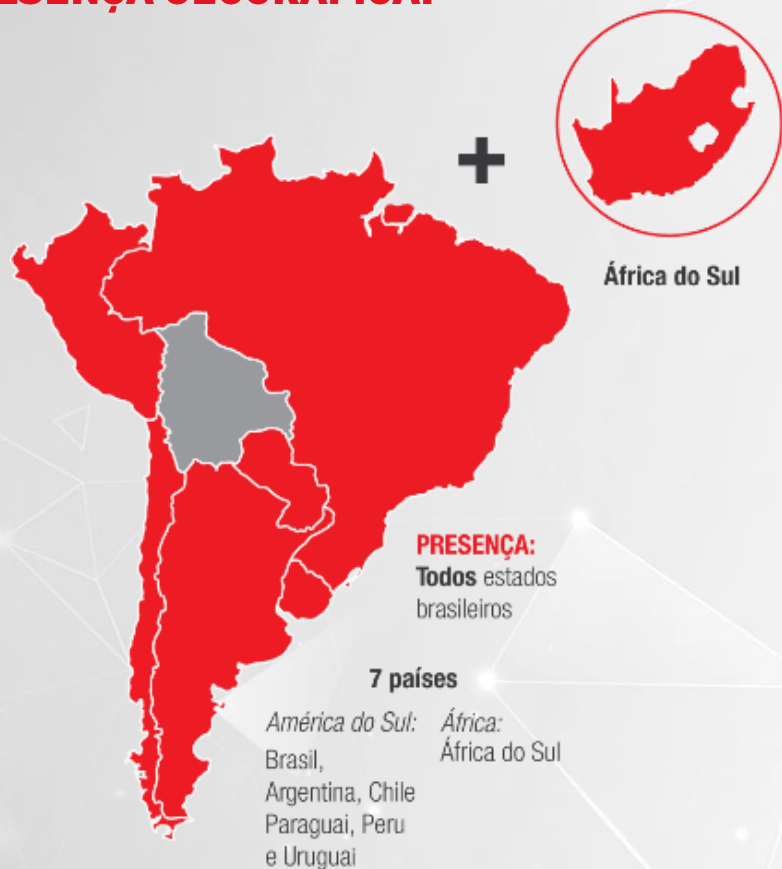 África do Sul
PRESENÇA:
Todos estados
brasileiros
7 países
América do Sul:
Brasil,
Argentina, Chile
Paraguai, Peru
e Uruguai
África:
África do Sul